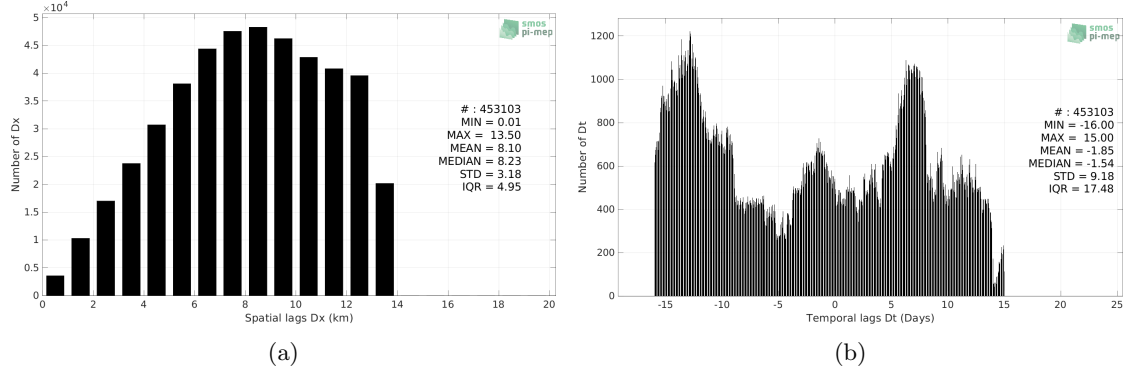 ×10⁴
5
4.5
4
3.5
3
2.5
2
1.5
1
0.5
0
Number of Dx
0 2 4 6 8 10 12 14 16 18 20
Spatial lags Dx (km)
smos
pi-mep
# : 453103
MIN = 0.01
MAX = 13.50
MEAN = 8.10
MEDIAN = 8.23
STD = 3.18
IQR = 4.95
(a)
1200
1000
800
600
400
200
0
Number of Dt
-15 -10 -5 0 5 10 15 20 25
Temporal lags Dt (Days)
smos
pi-mep
# : 453103
MIN = -16.00
MAX = 15.00
MEAN = -1.85
MEDIAN = -1.54
STD = 9.18
IQR = 17.48
(b)